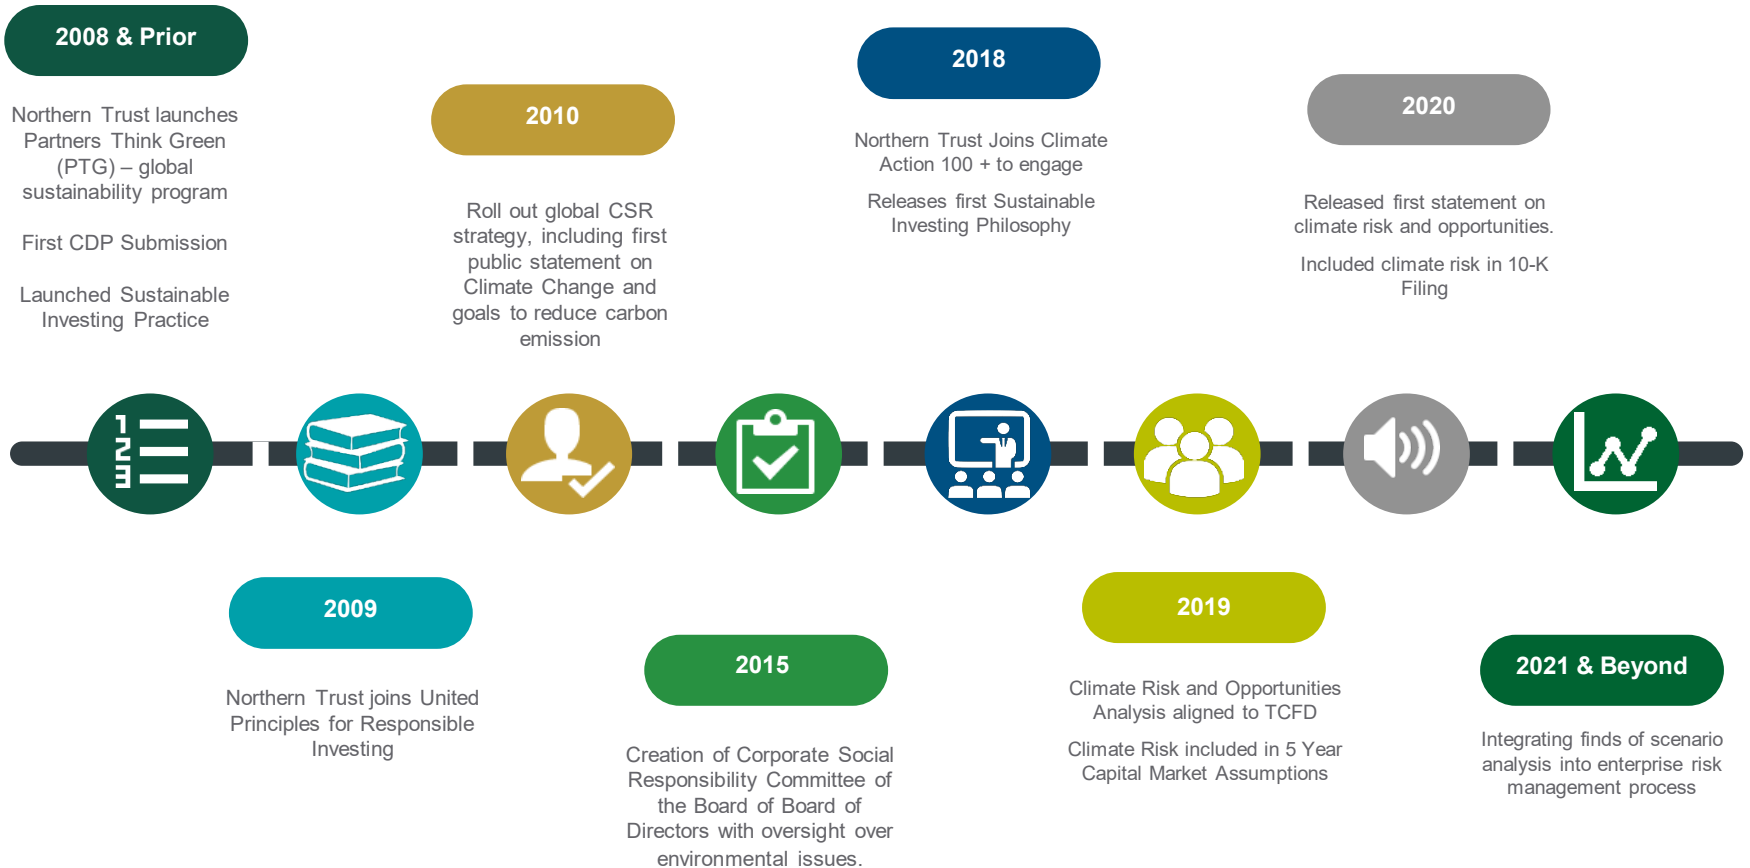 2008 & Prior
Northern Trust launches
Partners Think Green
(PTG) – global
sustainability program
First CDP Submission
Launched Sustainable
Investing Practice
2010
Roll out global CSR
strategy, including first
public statement on
Climate Change and
goals to reduce carbon
emission
2018
Northern Trust Joins Climate
Action 100 + to engage
Releases first Sustainable
Investing Philosophy
2020
Released first statement on
climate risk and opportunities.
Included climate risk in 10-K
Filing
1
2
3
2009
Northern Trust joins United
Principles for Responsible
Investing
2015
Creation of Corporate Social
Responsibility Committee of
the Board of Board of
Directors with oversight over
environmental issues.
2019
Climate Risk and Opportunities
Analysis aligned to TCFD
Climate Risk included in 5 Year
Capital Market Assumptions
2021 & Beyond
Integrating finds of scenario
analysis into enterprise risk
management process